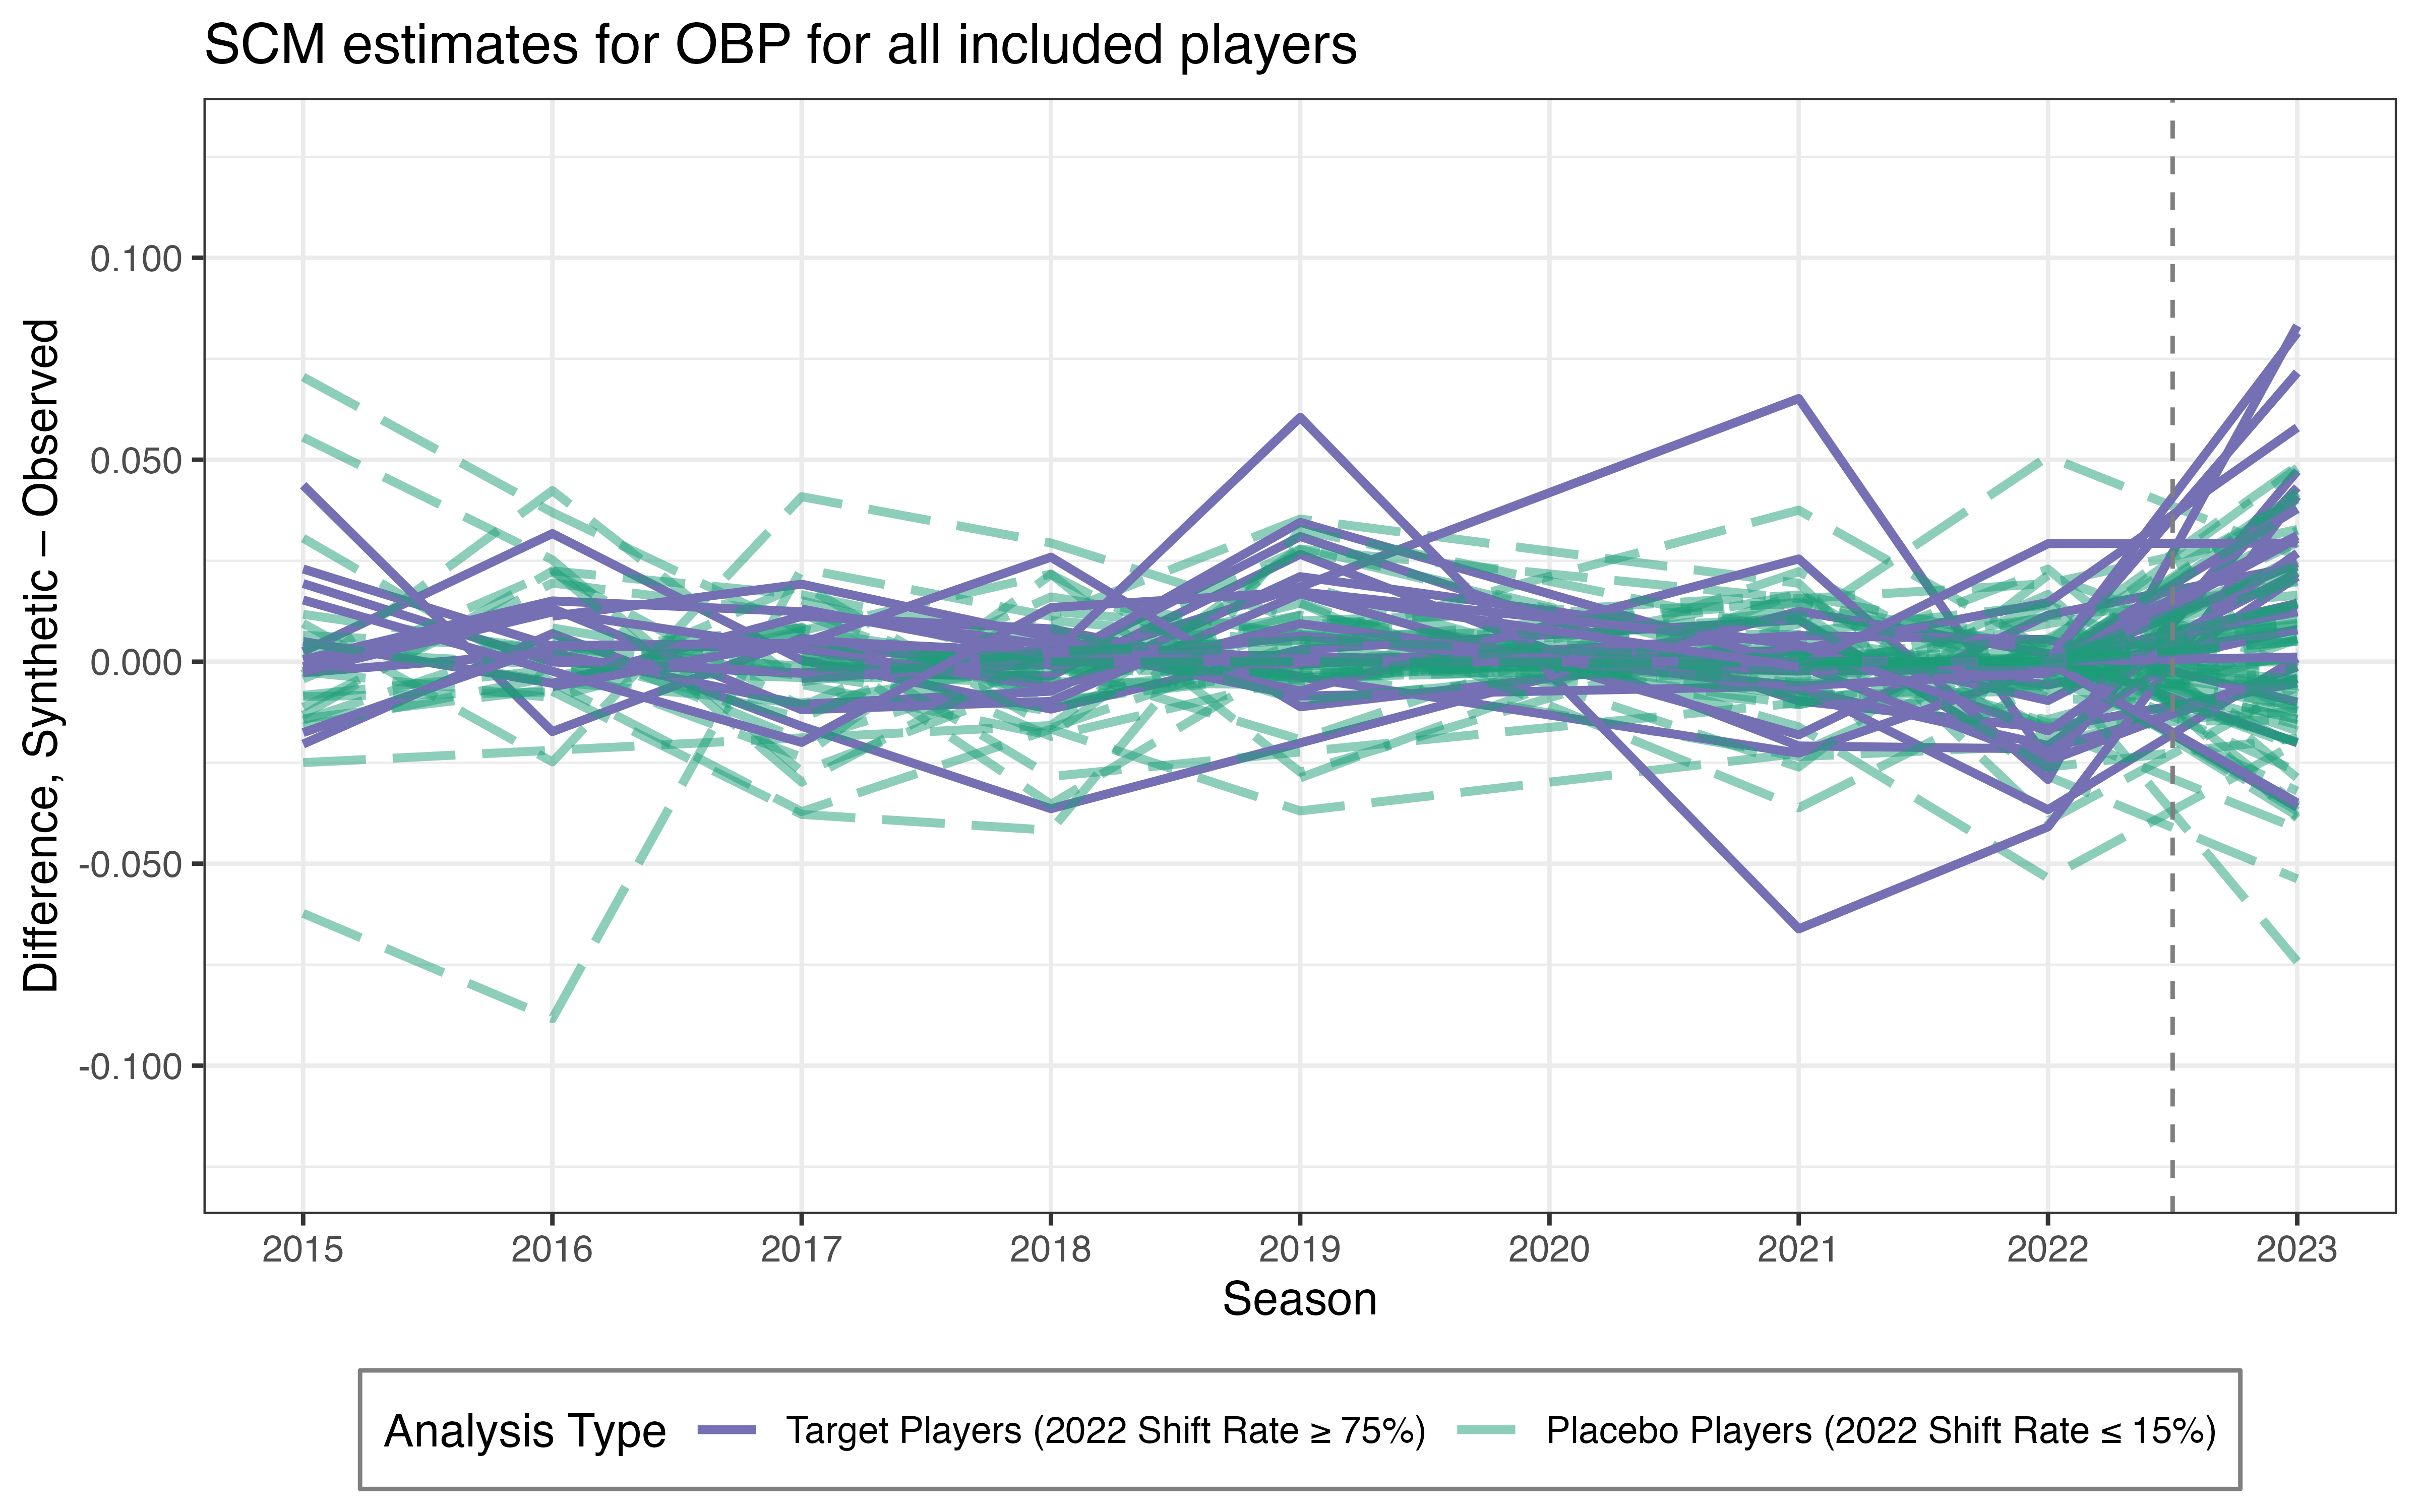 SCM estimates for OBP for all included players
Difference, Synthetic – Observed
0.100
0.050
0.000
-0.050
-0.100
2015 2016 2017 2018 2019 2020 2021 2022 2023
Season
Analysis Type Target Players (2022 Shift Rate ≥ 75%) Placebo Players (2022 Shift Rate ≤ 15%)